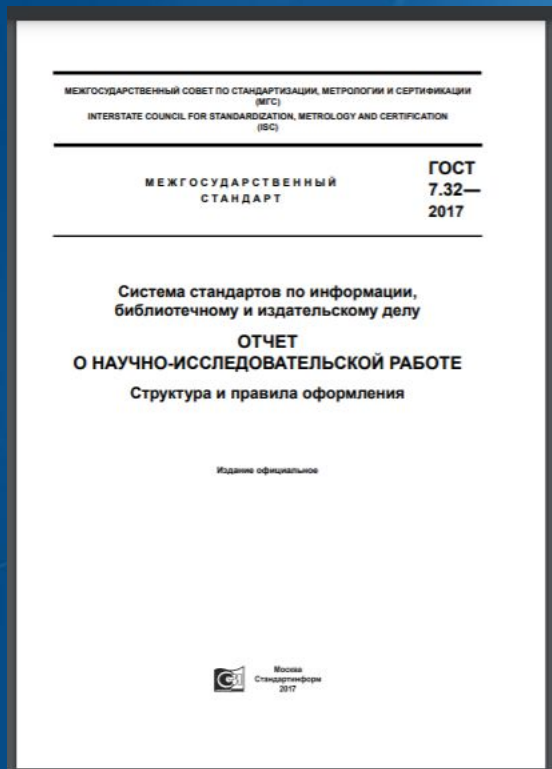 МЕЖГОСУДАРСТВЕННЫЙ СОВЕТ ПО СТАНДАРТИЗАЦИИ, МЕТРОЛОГИИ И СЕРТИФИКАЦИИ
(МГС)
INTERSTATE COUNCIL FOR STANDARDIZATION, METROLOGY AND CERTIFICATION
(ISC)
МЕЖГОСУДАРСТВЕННЫЙ
СТАНДАРТ
ГОСТ
7.32—
2017
Система стандартов по информации,
библиотечному и издательскому делу
ОТЧЕТ
О НАУЧНО-ИССЛЕДОВАТЕЛЬСКОЙ РАБОТЕ
Структура и правила оформления
Издание официальное
Москва
Стандартинформ
2017